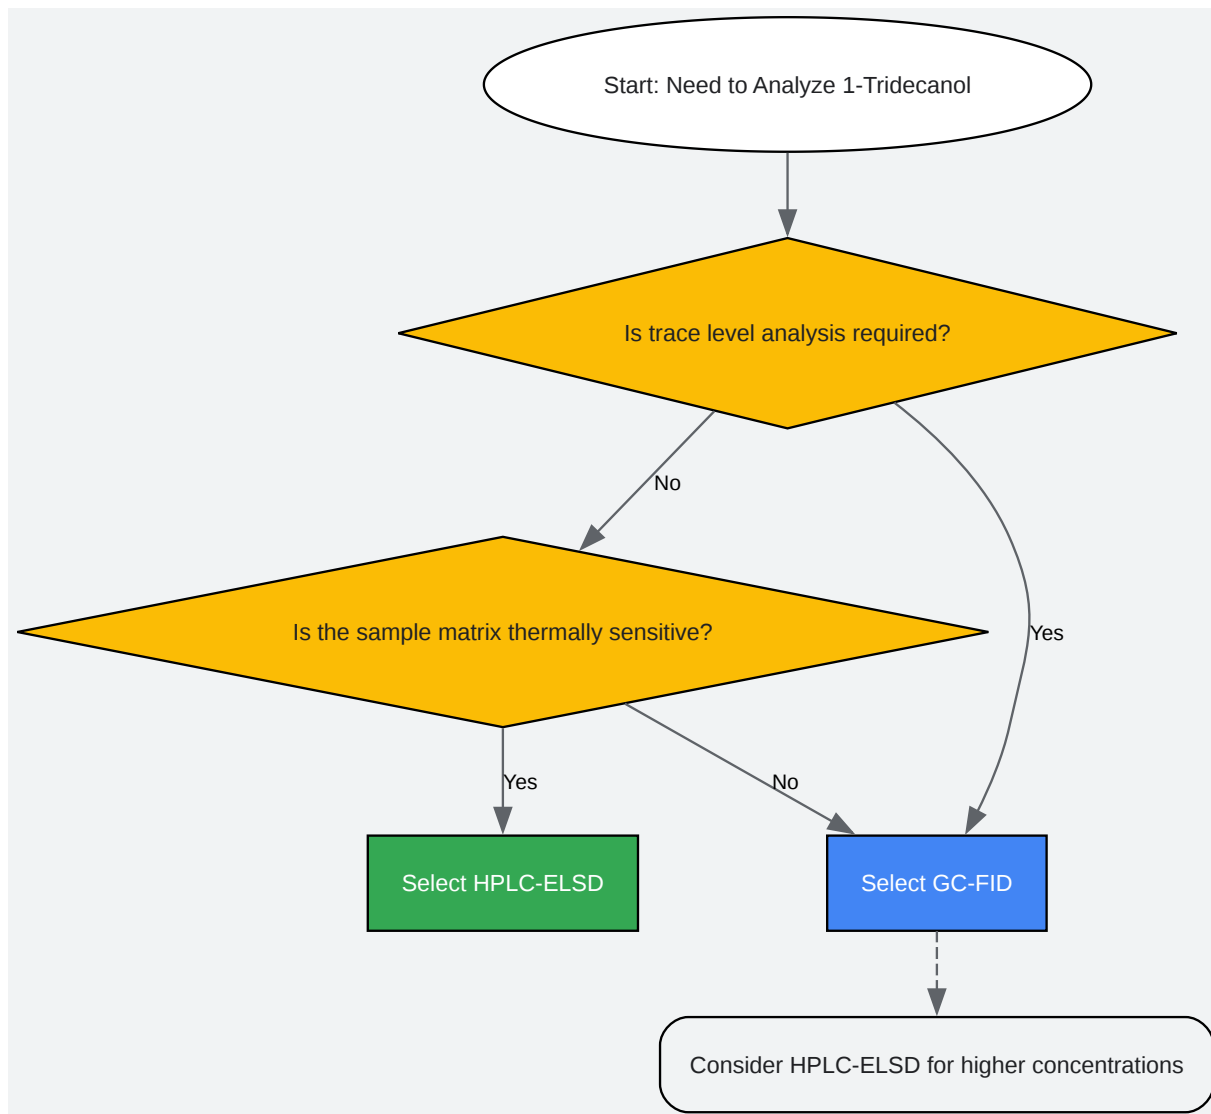 Start: Need to Analyze 1-Tridecanol
Is trace level analysis required?
No
Is the sample matrix thermally sensitive?
Yes
Yes
No
Select HPLC-ELSD
Select GC-FID
Consider HPLC-ELSD for higher concentrations